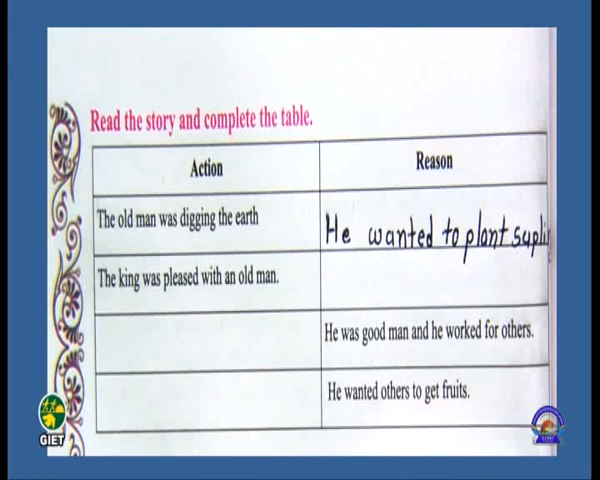 Read the story and complete the table.
Action Reason
The old man was digging the earth He wanted to plant supli
The king was pleased with an old man.
He was good man and he worked for others.
He wanted others to get fruits.
GIET